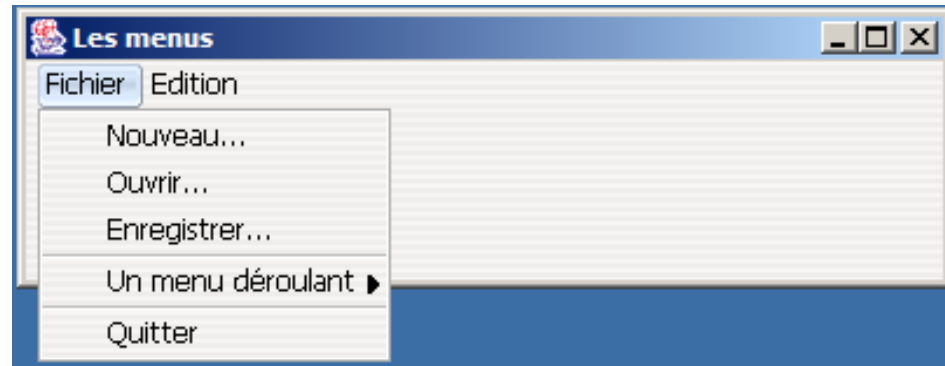 Les menus
Fichier Edition
Nouveau...
Ouvrir...
Enregistrer...
Un menu déroulant
Quitter